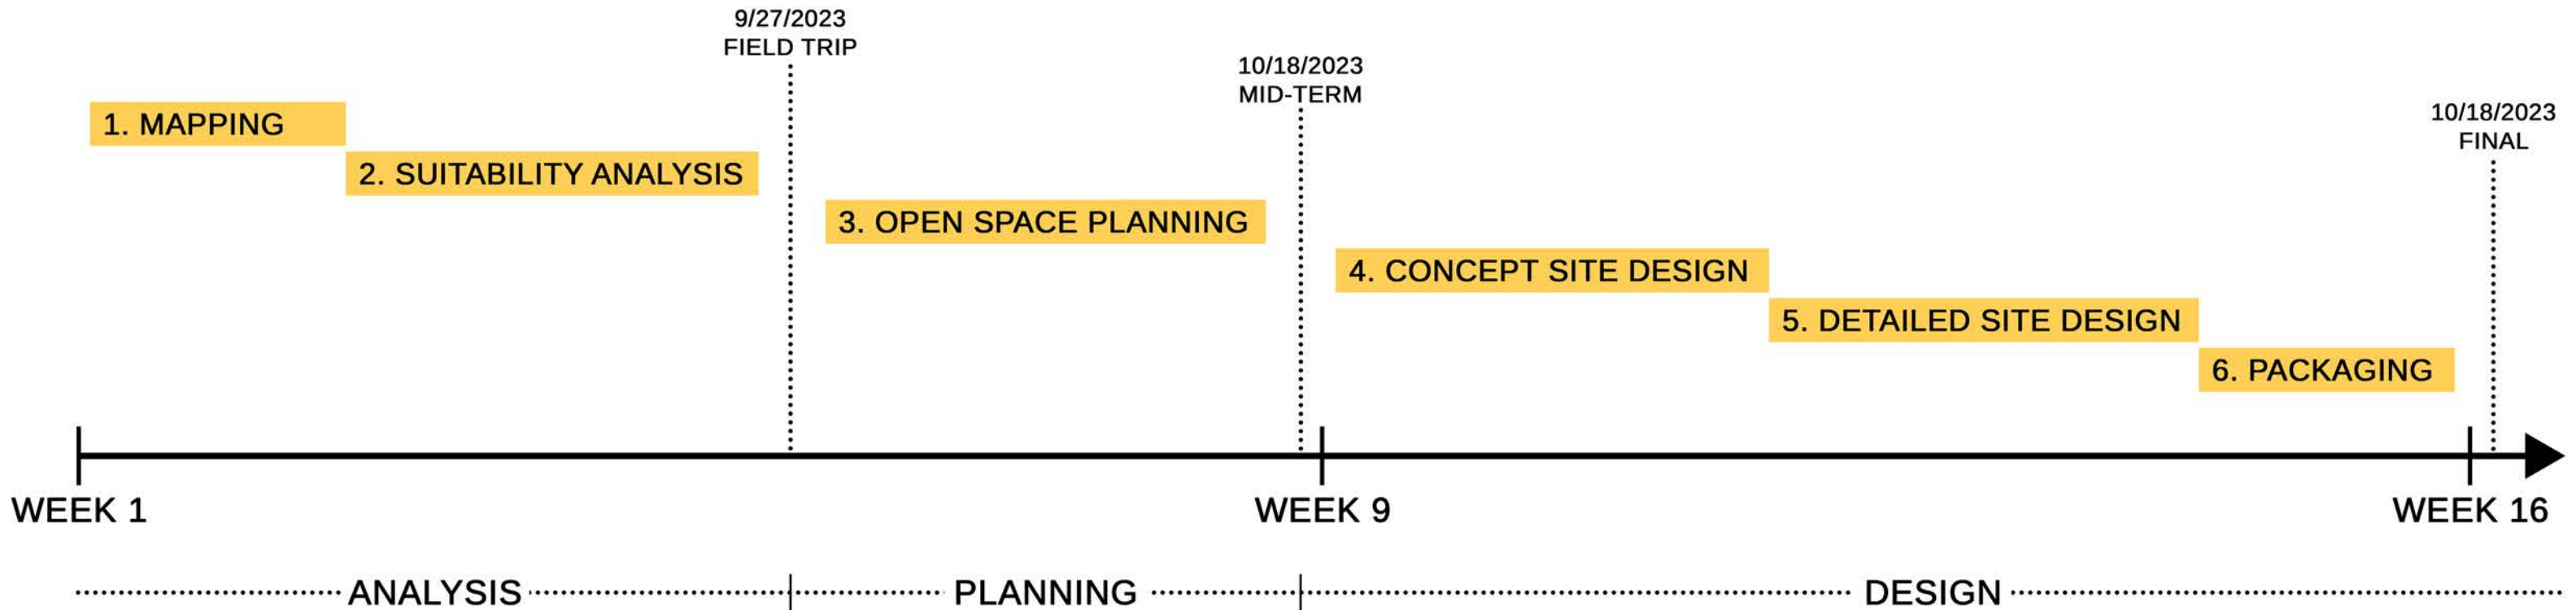 9/27/2023
FIELD TRIP
10/18/2023
MID-TERM
10/18/2023
FINAL
1. MAPPING
2. SUITABILITY ANALYSIS
3. OPEN SPACE PLANNING
4. CONCEPT SITE DESIGN
5. DETAILED SITE DESIGN
6. PACKAGING
WEEK 1
WEEK 9
WEEK 16
ANALYSIS
PLANNING
DESIGN